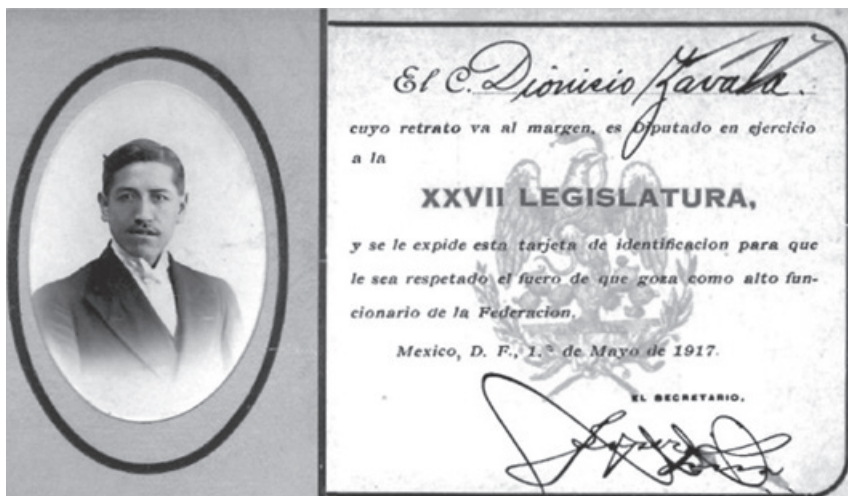 El C. Dionisio Zavala.
cuyo retrato va al margen, es Diputado en ejercicio
a la
XXVII LEGISLATURA,
y se le expide esta tarjeta de identificacion para que
le sea respetado el fuero de que goza como alto fun-
cionario de la Federacion.
Mexico, D. F., 1.º de Mayo de 1917.
EL SECRETARIO,